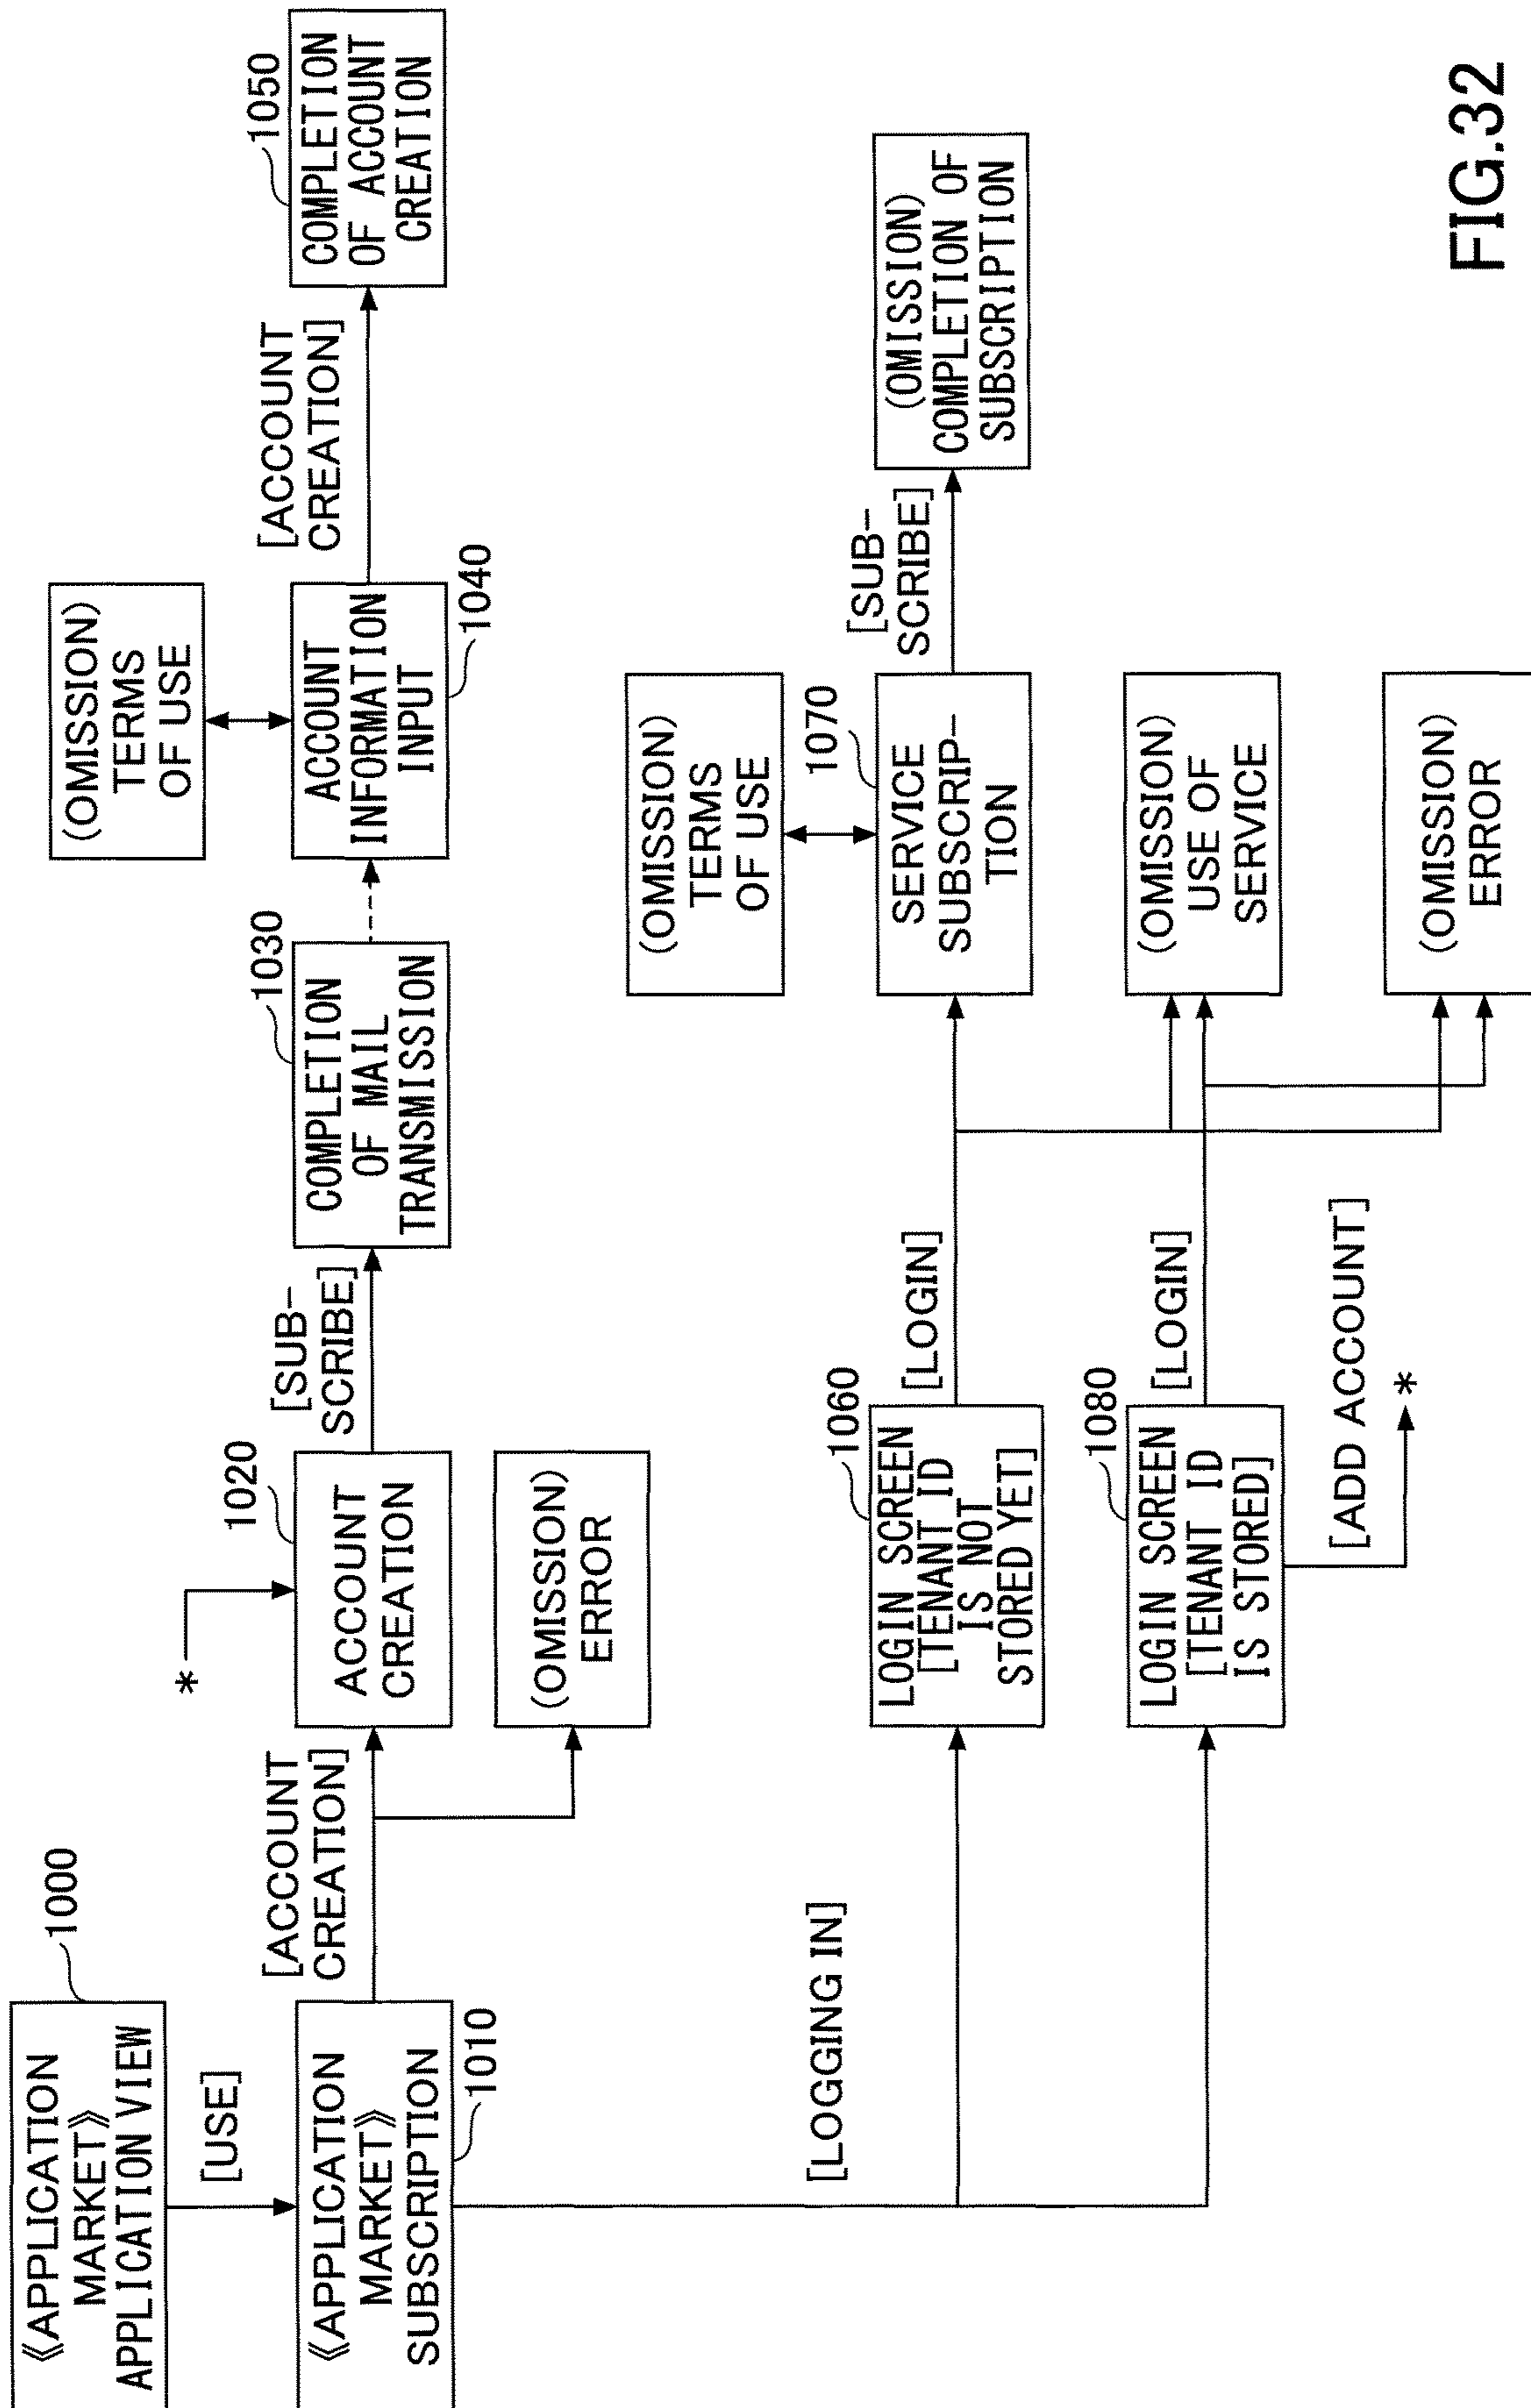 《APPLICATION
MARKET》
APPLICATION VIEW
1000
[USE]
《APPLICATION
MARKET》
SUBSCRIPTION
1010
[ACCOUNT
CREATION]
*
ACCOUNT
CREATION
1020
(OMISSION)
ERROR
[SUB-
SCRIBE]
COMPLETION
OF MAIL
TRANSMISSION
1030
(OMISSION)
TERMS
OF USE
ACCOUNT
INFORMATION
INPUT
1040
[ACCOUNT
CREATION]
COMPLETION
OF ACCOUNT
CREATION
1050
[LOGGING IN]
LOGIN SCREEN
[TENANT ID
IS NOT
STORED YET]
1060
[LOGIN]
(OMISSION)
TERMS
OF USE
SERVICE
SUBSCRIP-
TION
1070
[SUB-
SCRIBE]
(OMISSION)
COMPLETION OF
SUBSCRIPTION
LOGIN SCREEN
[TENANT ID
IS STORED]
1080
[LOGIN]
[ADD ACCOUNT]
*
(OMISSION)
USE OF
SERVICE
(OMISSION)
ERROR
FIG.32